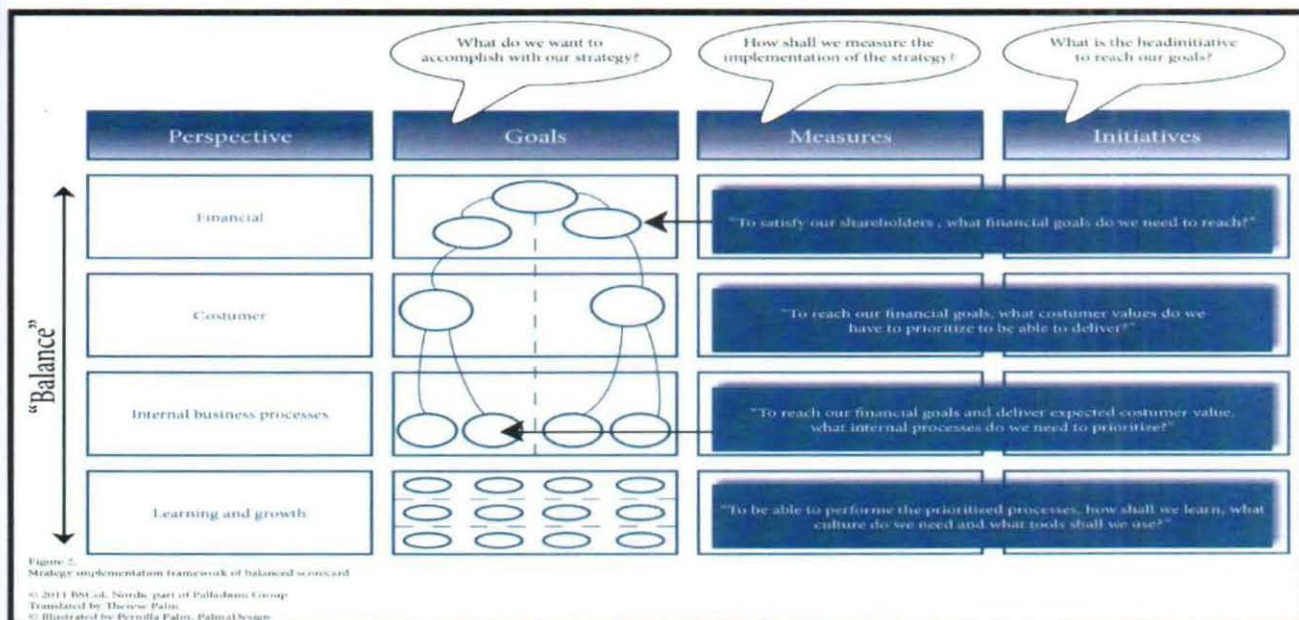 What do we want to
accomplish with our strategy?
How shall we measure the
implementation of the strategy?
What is the headinitiative
to reach our goals?
Perspective
Goals
Measures
Initiatives
"Balance"
Financial
"To satisfy our shareholders , what financial goals do we need to reach?"
Costumer
"To reach our financial goals, what costumer values do we
have to prioritize to be able to deliver?"
Internal business processes
"To reach our financial goals and deliver expected costumer value,
what internal processes do we need to prioritize?"
Learning and growth
"To be able to performe the prioritized processes, how shall we learn, what
culture do we need and what tools shall we use?"
Figure 2.
Strategy implementation framework of balanced scorecard
© 2011 BSCoL Nordic part of Palladium Group
Translated by Therese Palm
© Illustrated by Pernilla Palm, PalmaDesign